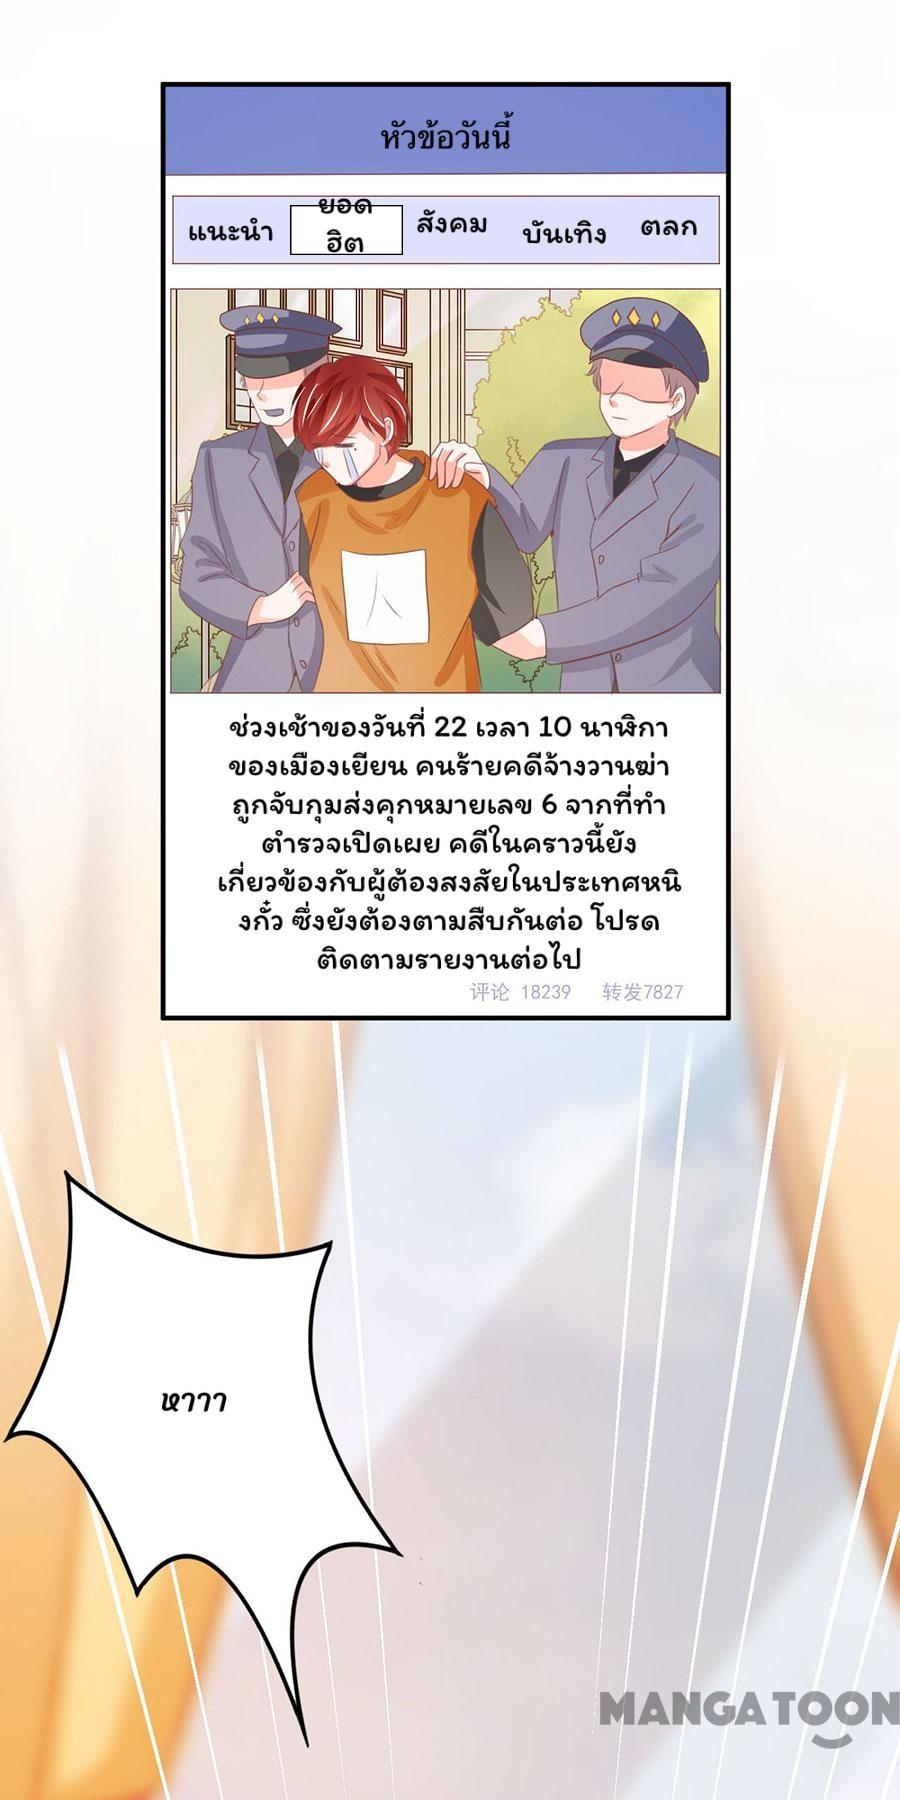 หัวข้อวันนี้
แนะนำ ยอดฮิต สังคม บันเทิง ตลก
ช่วงเช้าของวันที่ 22 เวลา 10 นาฬิกา
ของเมืองเยียน คนร้ายคดีจ้างวานฆ่า
ถูกจับกุมส่งคุกหมายเลข 6 จากที่ทำ
ตำรวจเปิดเผย คดีในคราวนี้ยัง
เกี่ยวข้องกับผู้ต้องสงสัยในประเทศหนิ
งกั๋ว ซึ่งยังต้องตามสืบกันต่อ โปรด
ติดตามรายงานต่อไป
评论 18239 转发7827
หาาา
MANGATOON